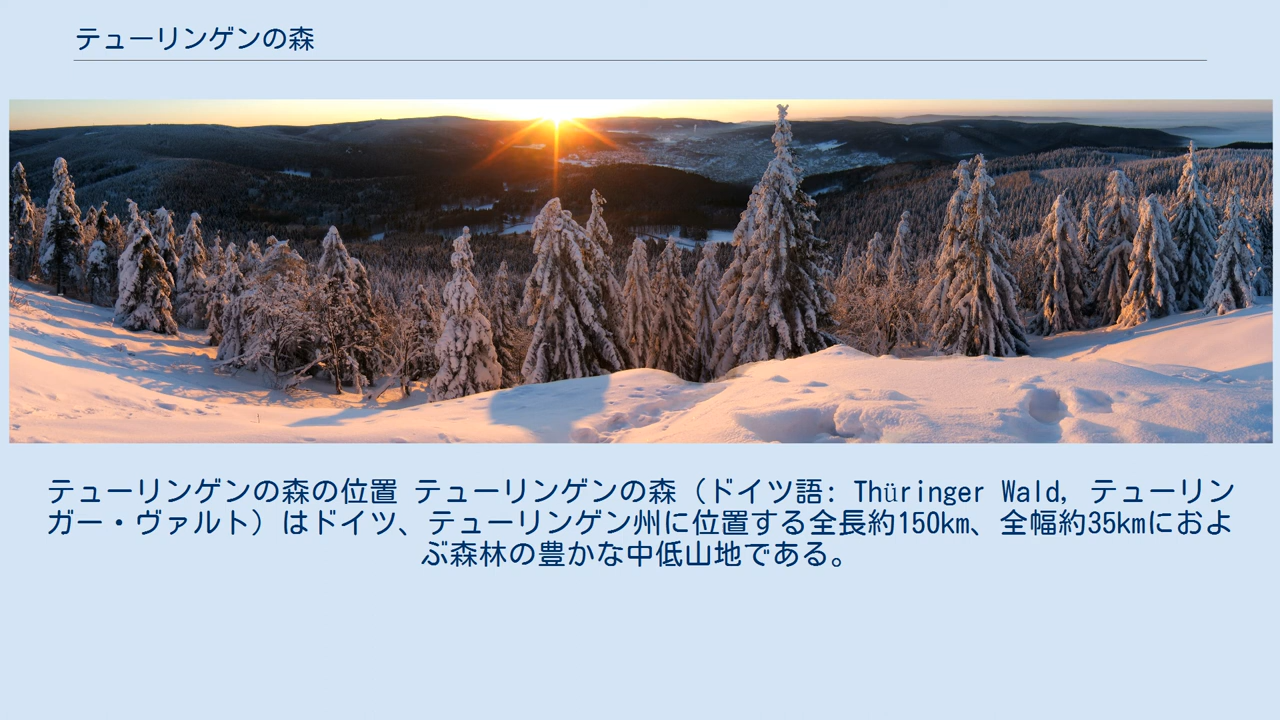 テューリンゲンの森
テューリンゲンの森の位置 テューリンゲンの森（ドイツ語: Thüringer Wald, テューリン
ガー・ヴァルト）はドイツ、テューリンゲン州に位置する全長約150km、全幅約35kmにおよ
ぶ森林の豊かな中低山地である。